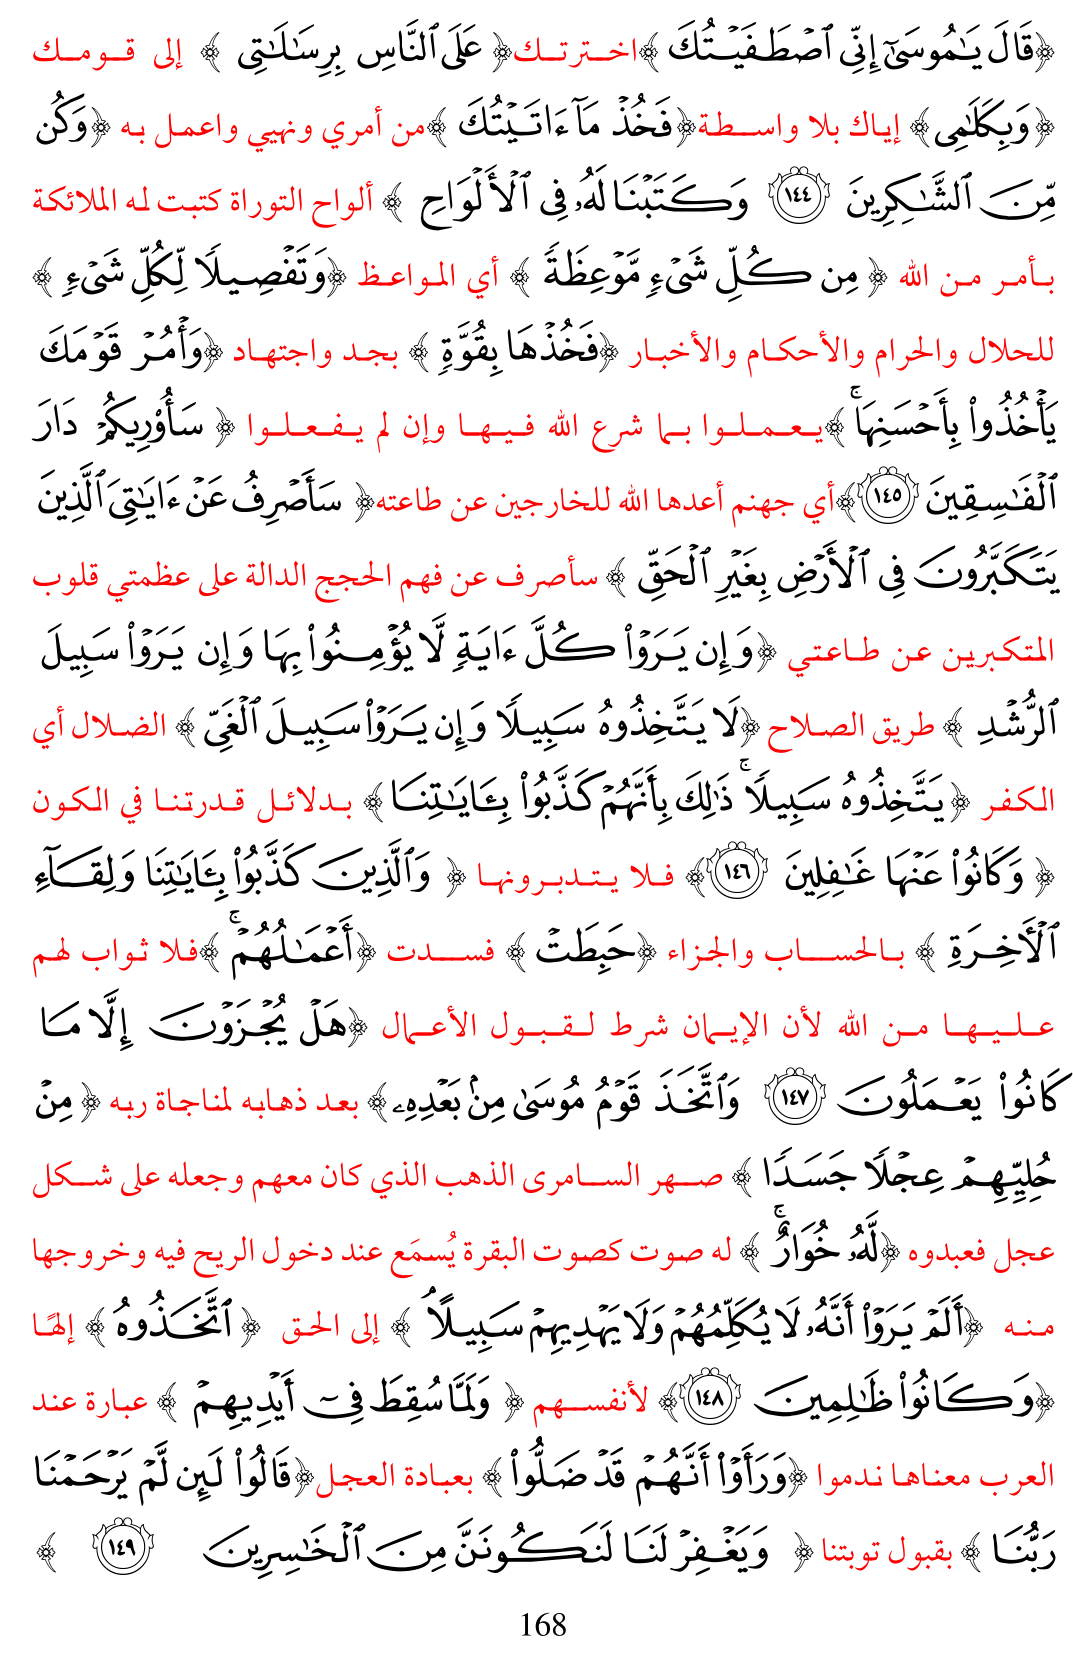 ﴿قَالَ يَٰمُوسَىٰٓ إِنِّى ٱصْطَفَيْتُكَ ﴾اخترتك﴿ عَلَى ٱلنَّاسِ بِرِسَٰلَٰتِى ﴾ إلى قومك
﴿وَبِكَلَٰمِى﴾ إياك بلا واسطة﴿فَخُذْ مَآ ءَاتَيْتُكَ ﴾من أمري ونهيي واعمل به ﴿وَكُن
مِّنَ ٱلشَّٰكِرِينَ ١٤٤ وَكَتَبْنَا لَهُۥ فِى ٱلْأَلْوَاحِ ﴾ ألواح التوراة كتبت له الملائكة
بأمر من الله ﴿ مِن كُلِّ شَىْءٍ مَّوْعِظَةً ﴾ أي المواعظ ﴿وَتَفْصِيلًا لِّكُلِّ شَىْءٍ ﴾
للحلال والحرام والأحكام والأخبار ﴿فَخُذْهَا بِقُوَّةٍ ﴾ بجد واجتهاد ﴿وَأْمُرْ قَوْمَكَ
يَأْخُذُوا۟ بِأَحْسَنِهَا ۚ ﴾يعملوا بما شرع الله فيها وإن لم يفعلوا ﴿ سَأُو۟رِيكُمْ دَارَ
ٱلْفَٰسِقِينَ ١٤٥ ﴾أي جهنم أعدها الله للخارجين عن طاعته﴿ سَأَصْرِفُ عَنْ ءَايَٰتِىَ ٱلَّذِينَ
يَتَكَبَّرُونَ فِى ٱلْأَرْضِ بِغَيْرِ ٱلْحَقِّ ﴾ سأصرف عن فهم الحجج الدالة على عظمتي قلوب
المتكبرين عن طاعتي ﴿وَإِن يَرَوْا۟ كُلَّ ءَايَةٍ لَّا يُؤْمِنُوا۟ بِهَا وَإِن يَرَوْا۟ سَبِيلَ
ٱلرُّشْدِ ﴾ طريق الصلاح ﴿لَا يَتَّخِذُوهُ سَبِيلًا وَإِن يَرَوْا۟ سَبِيلَ ٱلْغَىِّ ﴾ الضلال أي
الكفر ﴿يَتَّخِذُوهُ سَبِيلًا ۚ ذَٰلِكَ بِأَنَّهُمْ كَذَّبُوا۟ بِـَٔايَٰتِنَا﴾ بدلائل قدرتنا في الكون
﴿ وَكَانُوا۟ عَنْهَا غَٰفِلِينَ ١٤٦ ﴾ فلا يتدبرونها ﴿ وَٱلَّذِينَ كَذَّبُوا۟ بِـَٔايَٰتِنَا وَلِقَآءِ
ٱلْأَخِرَةِ ﴾ بالحساب والجزاء ﴿حَبِطَتْ ﴾ فسدت ﴿أَعْمَٰلُهُمْ ۚ ﴾فلا ثواب لهم
عليها من الله لأن الإيمان شرط لقبول الأعمال ﴿هَلْ يُجْزَوْنَ إِلَّا مَا
كَانُوا۟ يَعْمَلُونَ ١٤٧ وَٱتَّخَذَ قَوْمُ مُوسَىٰ مِنۢ بَعْدِهِۦ﴾ بعد ذهابه لمناجاة ربه ﴿ مِنْ
حُلِيِّهِمْ عِجْلًا جَسَدًا ﴾ صهر السامرى الذهب الذي كان معهم وجعله على شكل
عجل فعبدوه ﴿لَّهُۥ خُوَارٌ ۚ ﴾ له صوت كصوت البقرة يُسمَع عند دخول الريح فيه وخروجها
منه ﴿أَلَمْ يَرَوْا۟ أَنَّهُۥ لَا يُكَلِّمُهُمْ وَلَا يَهْدِيهِمْ سَبِيلًا ۘ ﴾ إلى الحق ﴿ ٱتَّخَذُوهُ ﴾ إلهًا
﴿وَكَانُوا۟ ظَٰلِمِينَ ١٤٨ ﴾ لأنفسهم ﴿ وَلَمَّا سُقِطَ فِىٓ أَيْدِيهِمْ ﴾ عبارة عند
العرب معناها ندموا ﴿وَرَأَوْا۟ أَنَّهُمْ قَدْ ضَلُّوا۟ ﴾ بعبادة العجل﴿قَالُوا۟ لَئِن لَّمْ يَرْحَمْنَا
رَبُّنَا ﴾ بقبول توبتنا ﴿ وَيَغْفِرْ لَنَا لَنَكُونَنَّ مِنَ ٱلْخَٰسِرِينَ ١٤٩ ﴾
168